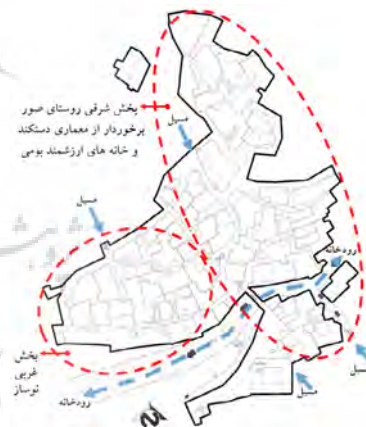 بخش شرقی روستای صور
برخوردار از معماری دستکند
و خانه های ارزشمند بومی
مسیل
مسیل
رودخانه
بخش
غربی
نوساز
رودخانه
مسیل